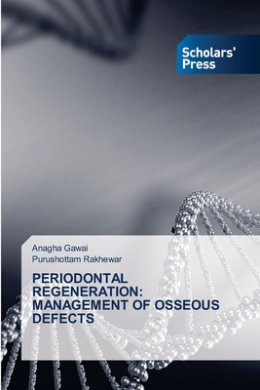 Scholars'
Press
Anagha Gawai
Purushottam Rakhewar
PERIODONTAL
REGENERATION:
MANAGEMENT OF OSSEOUS
DEFECTS